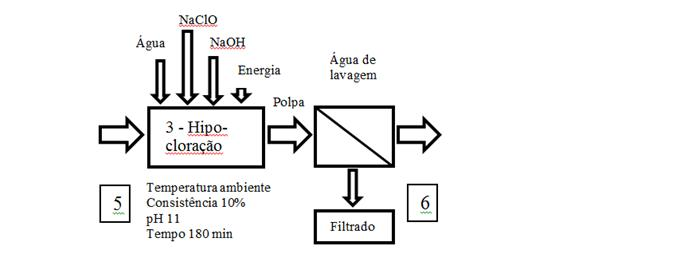 NaClO
Água
NaOH
Energia
Água de
lavagem
Polpa
3 - Hipo-
cloração
5
Temperatura ambiente
Consistência 10%
pH 11
Tempo 180 min
Filtrado
6